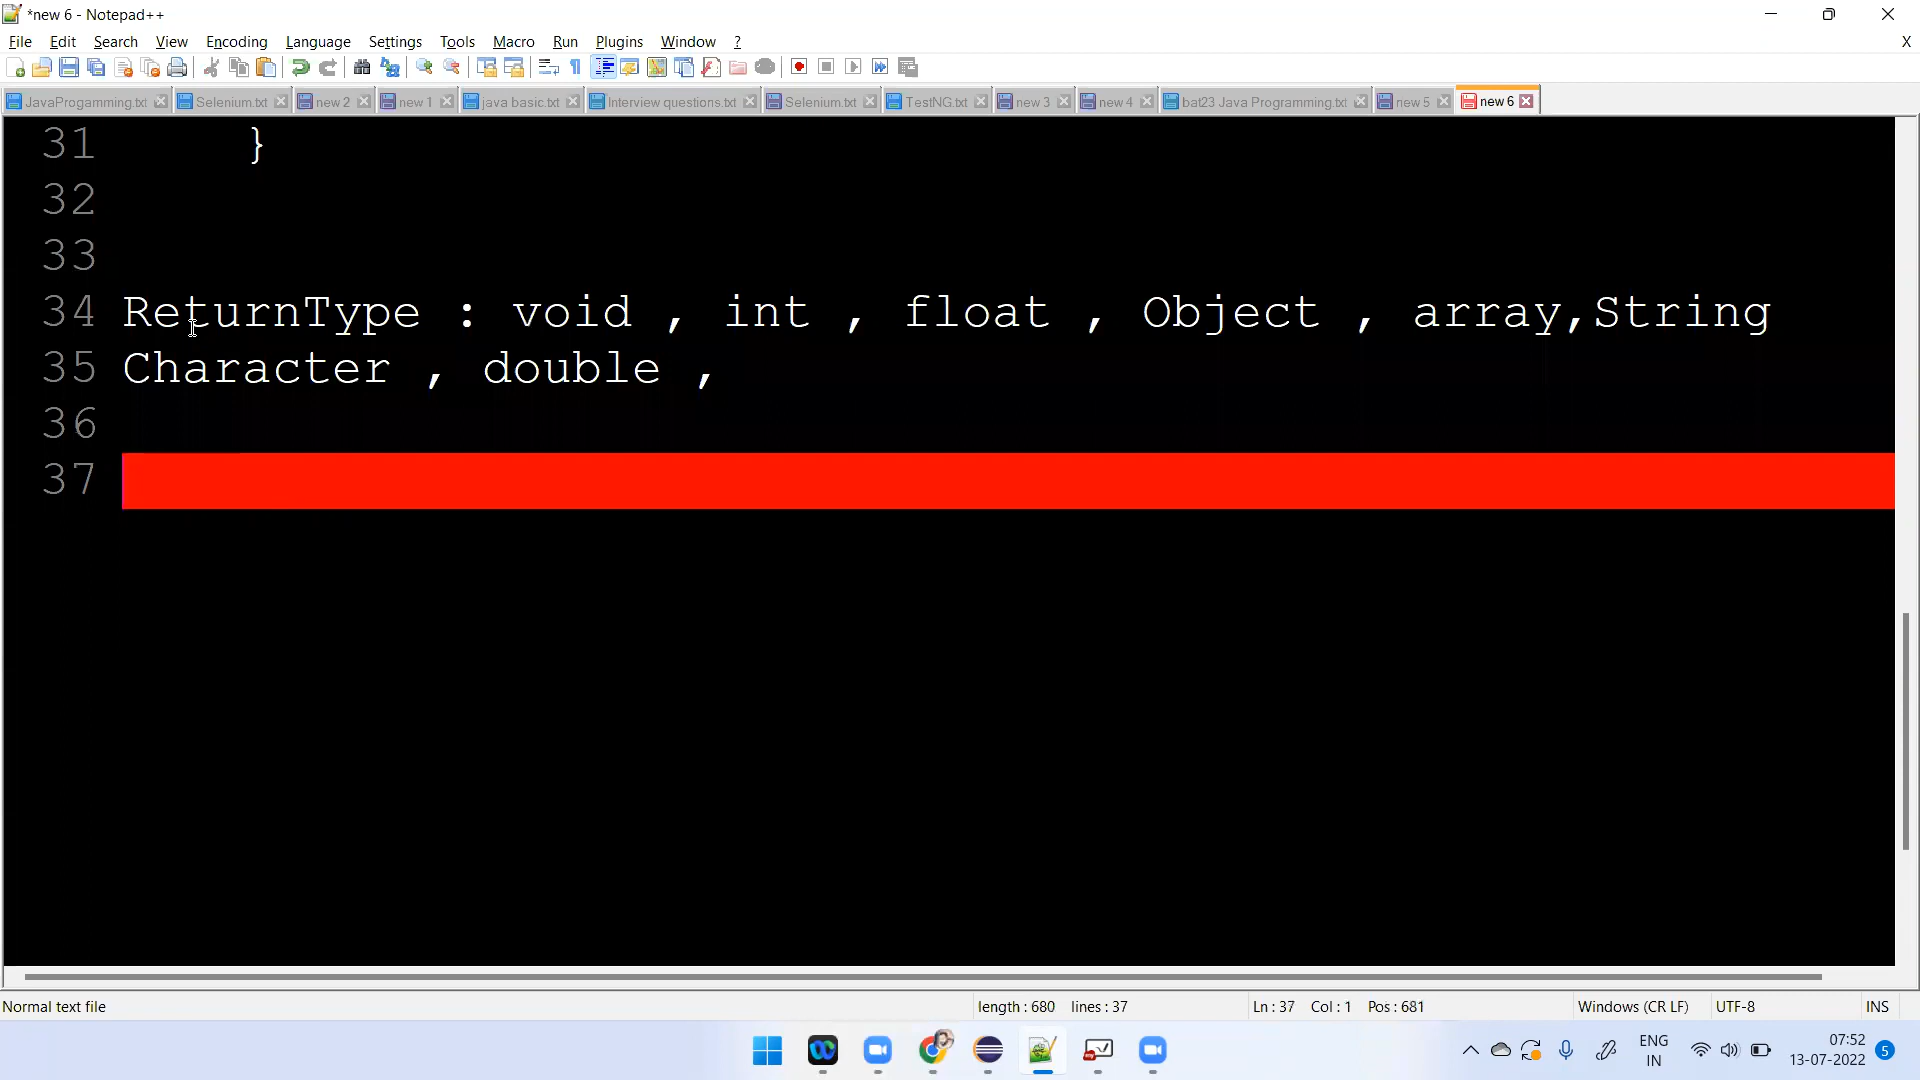 *new 6 - Notepad++
File Edit Search View Encoding Language Settings Tools Macro Run Plugins Window ? X
JavaProgamming.txt Selenium.txt new 2 new 1 java basic.txt Interview questions.txt Selenium.txt TestNG.txt new 3 new 4 bat23 Java Programming.txt new 5 new 6
31 }
32
33
34 ReturnType : void , int , float , Object , array,String
35 Character , double ,
36
37
Normal text file length : 680 lines : 37 Ln : 37 Col : 1 Pos : 681 Windows (CR LF) UTF-8 INS
ENG
IN
07:52
13-07-2022
5